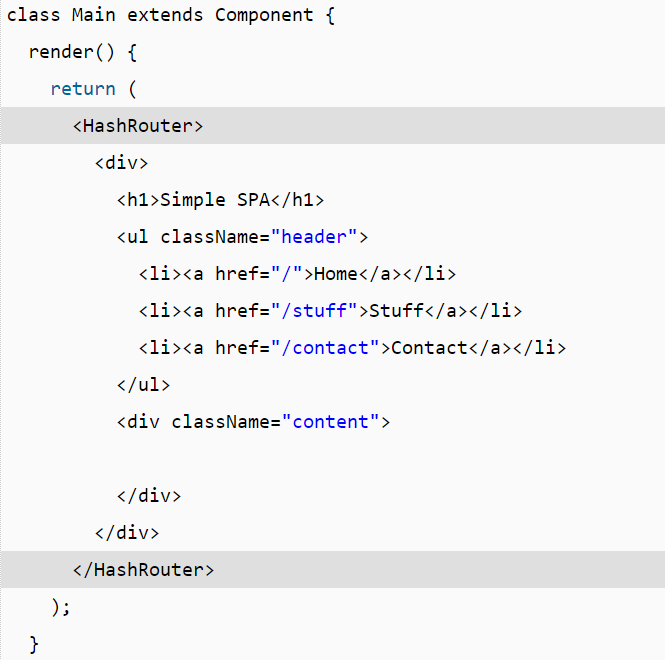 class Main extends Component {
  render() {
    return (
      <HashRouter>
        <div>
          <h1>Simple SPA</h1>
          <ul className="header">
            <li><a href="/">Home</a></li>
            <li><a href="/stuff">Stuff</a></li>
            <li><a href="/contact">Contact</a></li>
          </ul>
          <div className="content">

          </div>
        </div>
      </HashRouter>
    );
  }